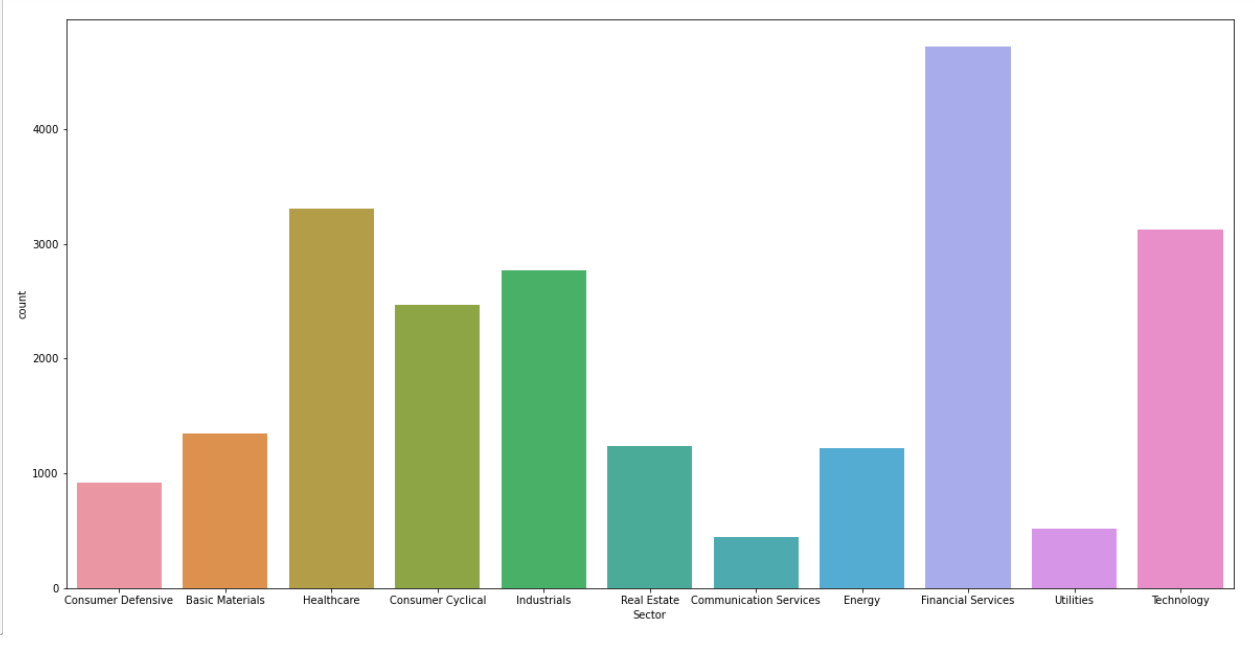 4000
3000
count
2000
1000
0
Consumer Defensive Basic Materials Healthcare Consumer Cyclical Industrials Real Estate Communication Services Energy Financial Services Utilities Technology
Sector